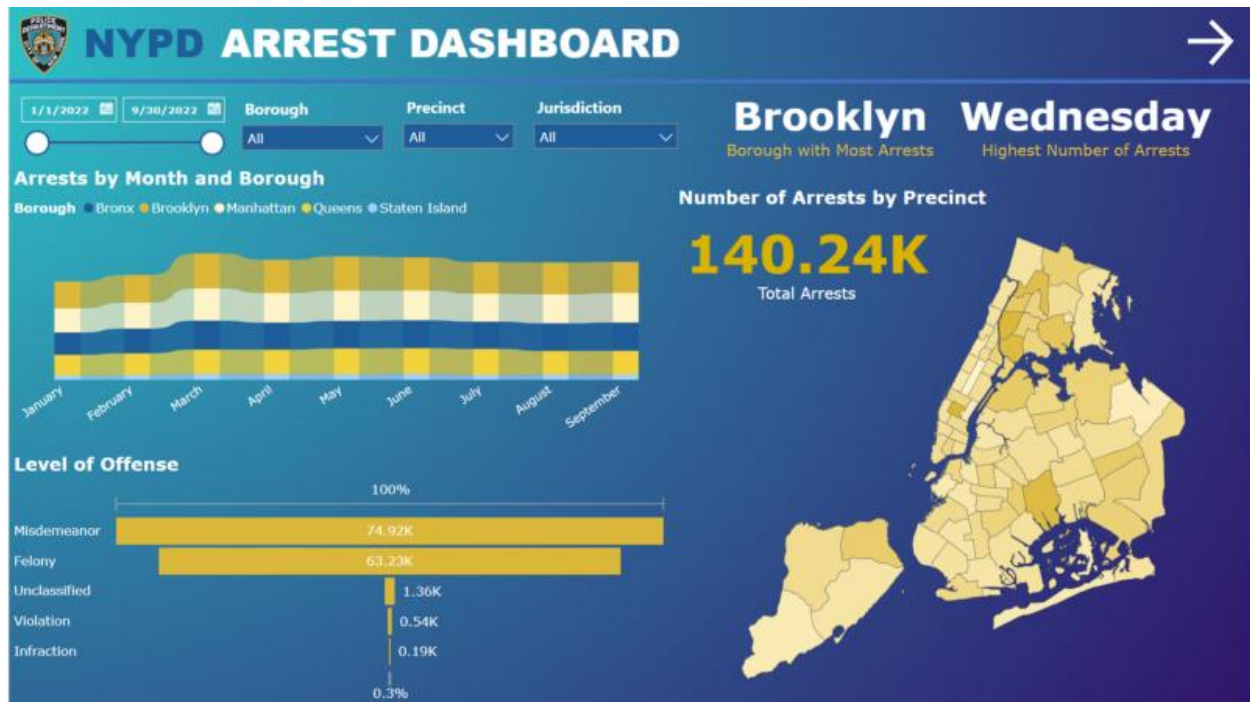 POLICE
DEPARTMENT
NYPD ARREST DASHBOARD
1/1/2022 9/30/2022
Borough Precinct Jurisdiction
All All All
Brooklyn Wednesday
Borough with Most Arrests Highest Number of Arrests
Arrests by Month and Borough
Borough Bronx Brooklyn Manhattan Queens Staten Island
January February March April May June July August September
Number of Arrests by Precinct
140.24K
Total Arrests
Level of Offense
100%
Misdemeanor 74.92K
Felony 63.23K
Unclassified 1.36K
Violation 0.54K
Infraction 0.19K
0.3%